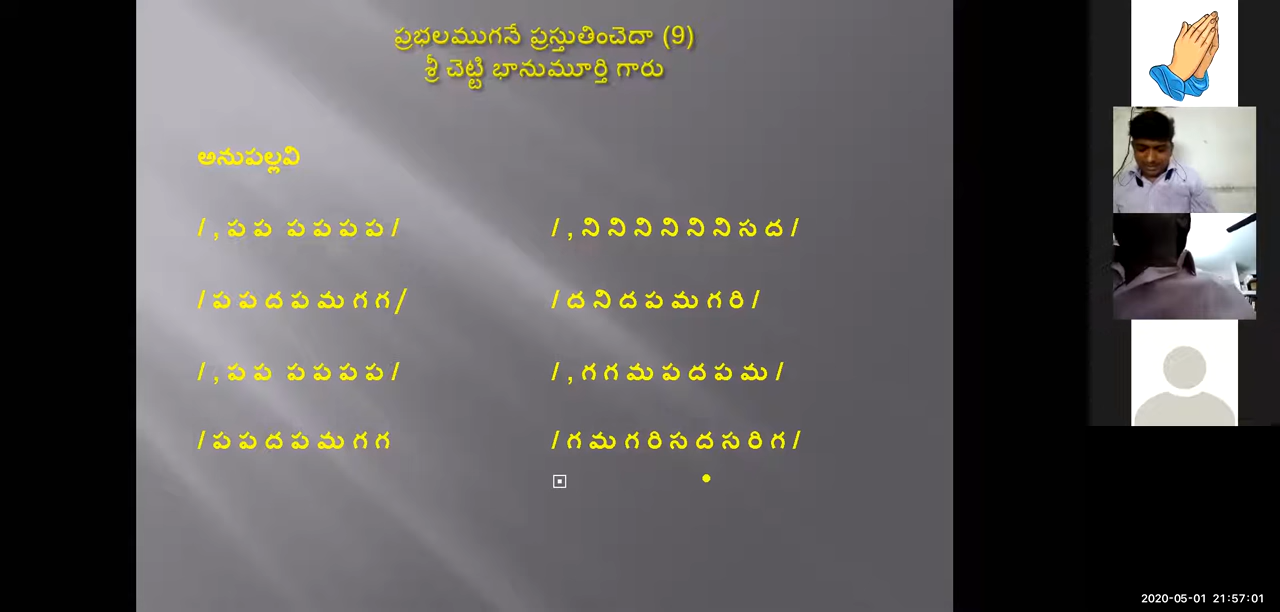 ప్రభలముగనే ప్రస్తుతించెదా (9)
శ్రీ చెట్టి భానుమూర్తి గారు
అనుపల్లవి
/ , ప ప ప ప ప ప / / , ని ని ని ని ని ని స ద /
/ ప ప ద ప మ గ గ / / ద ని ద ప మ గ రి /
/ , ప ప ప ప ప ప / / , గ గ మ ప ద ప మ /
/ ప ప ద ప మ గ గ / గ మ గ రి స ద స రి గ /
2020-05-01 21:57:01